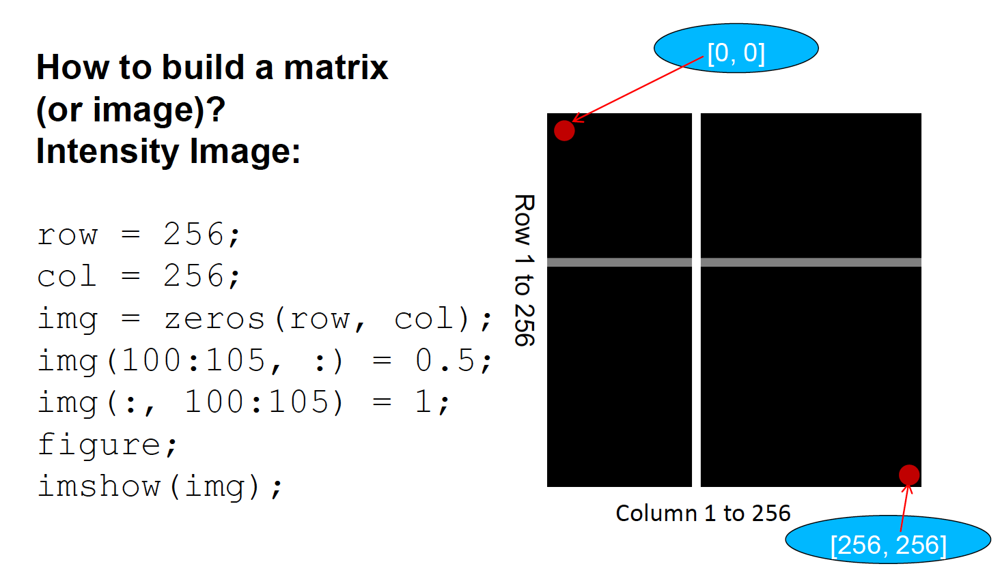 How to build a matrix
(or image)?
Intensity Image:
row = 256;
col = 256;
img = zeros(row, col);
img(100:105, :) = 0.5;
img(:, 100:105) = 1;
figure;
imshow(img);
[0, 0]
Row 1 to 256
Column 1 to 256
[256, 256]